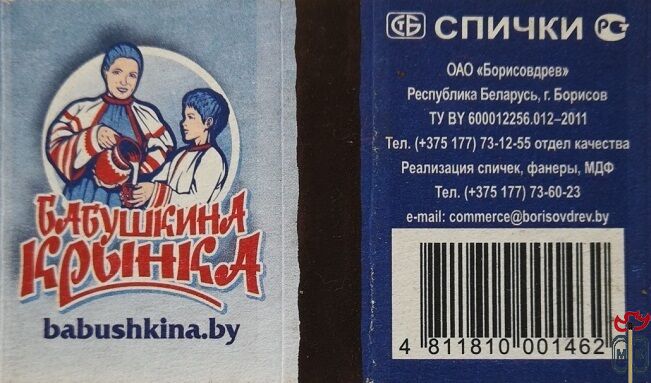 БАБУШКИНА
КРЫНКА
babushkina.by
СТБ СПИЧКИ РСТ
ОАО «Борисовдрев»
Республика Беларусь, г. Борисов
ТУ BY 600012256.012–2011
Тел. (+375 177) 73-12-55 отдел качества
Реализация спичек, фанеры, МДФ
Тел. (+375 177) 73-60-23
e-mail: commerce@borisovdrev.by
4 811810 001462